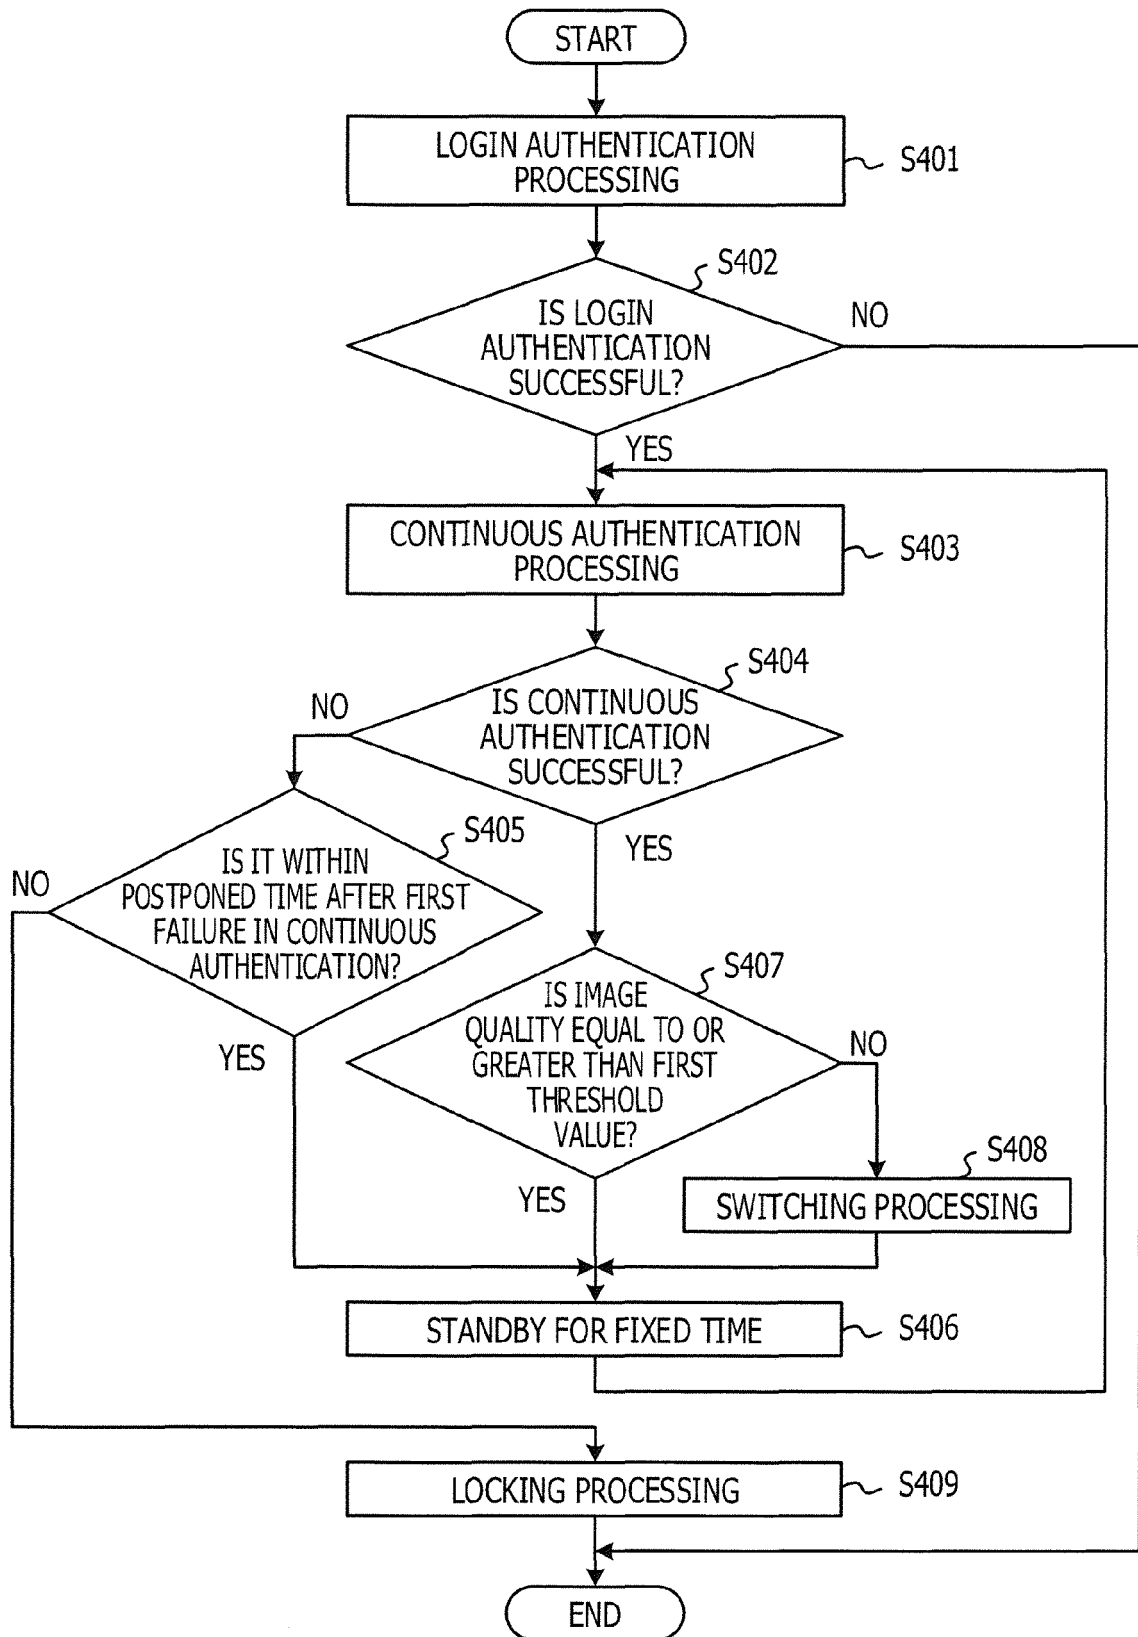 START
LOGIN AUTHENTICATION
PROCESSING
S401
S402
IS LOGIN
AUTHENTICATION
SUCCESSFUL?
NO
YES
CONTINUOUS AUTHENTICATION
PROCESSING
S403
S404
IS CONTINUOUS
AUTHENTICATION
SUCCESSFUL?
NO
YES
S405
IS IT WITHIN
POSTPONED TIME AFTER FIRST
FAILURE IN CONTINUOUS
AUTHENTICATION?
NO
YES
S407
IS IMAGE
QUALITY EQUAL TO OR
GREATER THAN FIRST
THRESHOLD
VALUE?
NO
YES
S408
SWITCHING PROCESSING
STANDBY FOR FIXED TIME
S406
LOCKING PROCESSING
S409
END